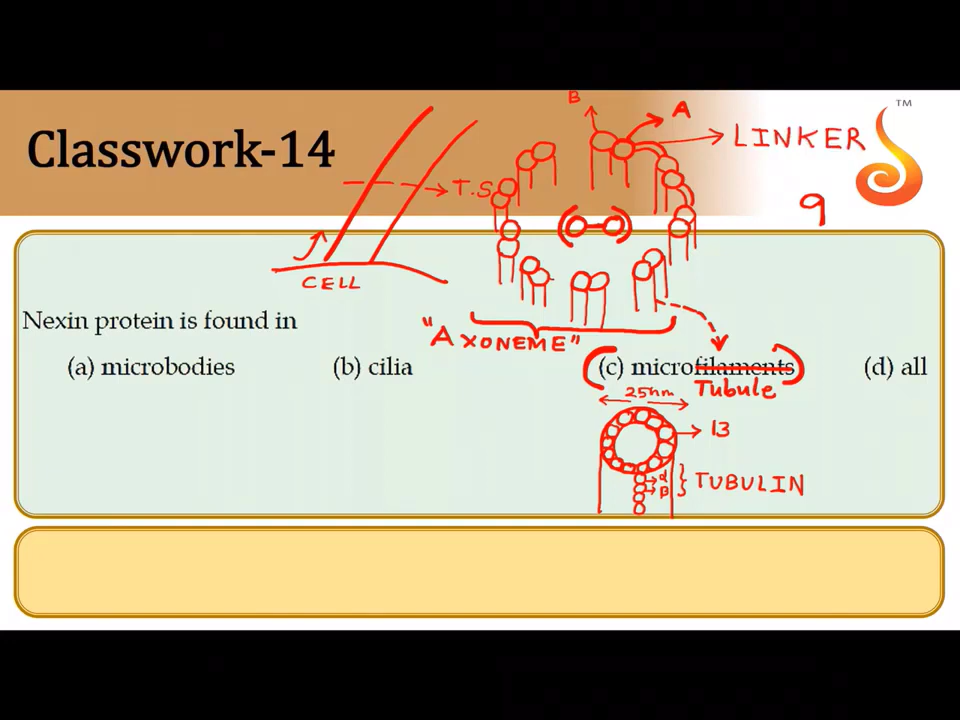 TM
Classwork-14
B
A
LINKER
T.S
9
CELL
Nexin protein is found in
"AXONEME"
(a) microbodies (b) cilia (c) microfilaments (d) all
Tubule
25nm
13
α
β
TUBULIN